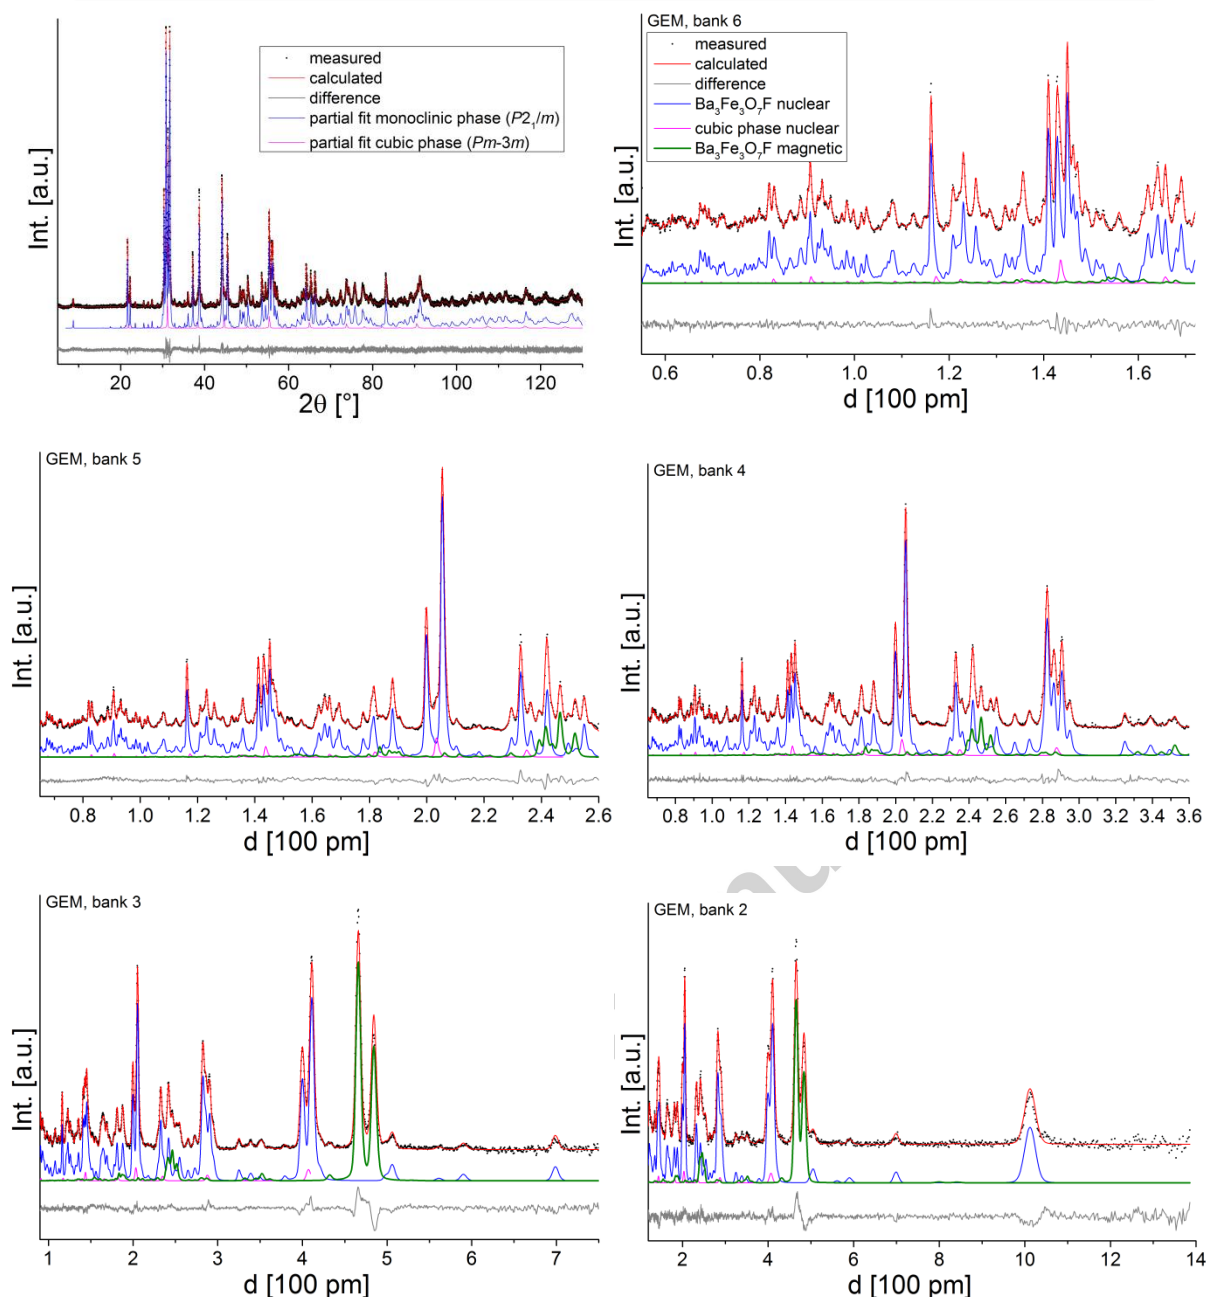 measured
calculated
difference
partial fit monoclinic phase (P2₁/m)
partial fit cubic phase (Pm-3m)
Int. [a.u.]
20 40 60 80 100 120
2θ [°]
GEM, bank 6
measured
calculated
difference
Ba₃Fe₃O₇F nuclear
cubic phase nuclear
Ba₃Fe₃O₇F magnetic
Int. [a.u.]
0.6 0.8 1.0 1.2 1.4 1.6
d [100 pm]
GEM, bank 5
Int. [a.u.]
0.8 1.0 1.2 1.4 1.6 1.8 2.0 2.2 2.4 2.6
d [100 pm]
GEM, bank 4
Int. [a.u.]
0.8 1.0 1.2 1.4 1.6 1.8 2.0 2.2 2.4 2.6 2.8 3.0 3.2 3.4 3.6
d [100 pm]
GEM, bank 3
Int. [a.u.]
1 2 3 4 5 6 7
d [100 pm]
GEM, bank 2
Int. [a.u.]
2 4 6 8 10 12 14
d [100 pm]